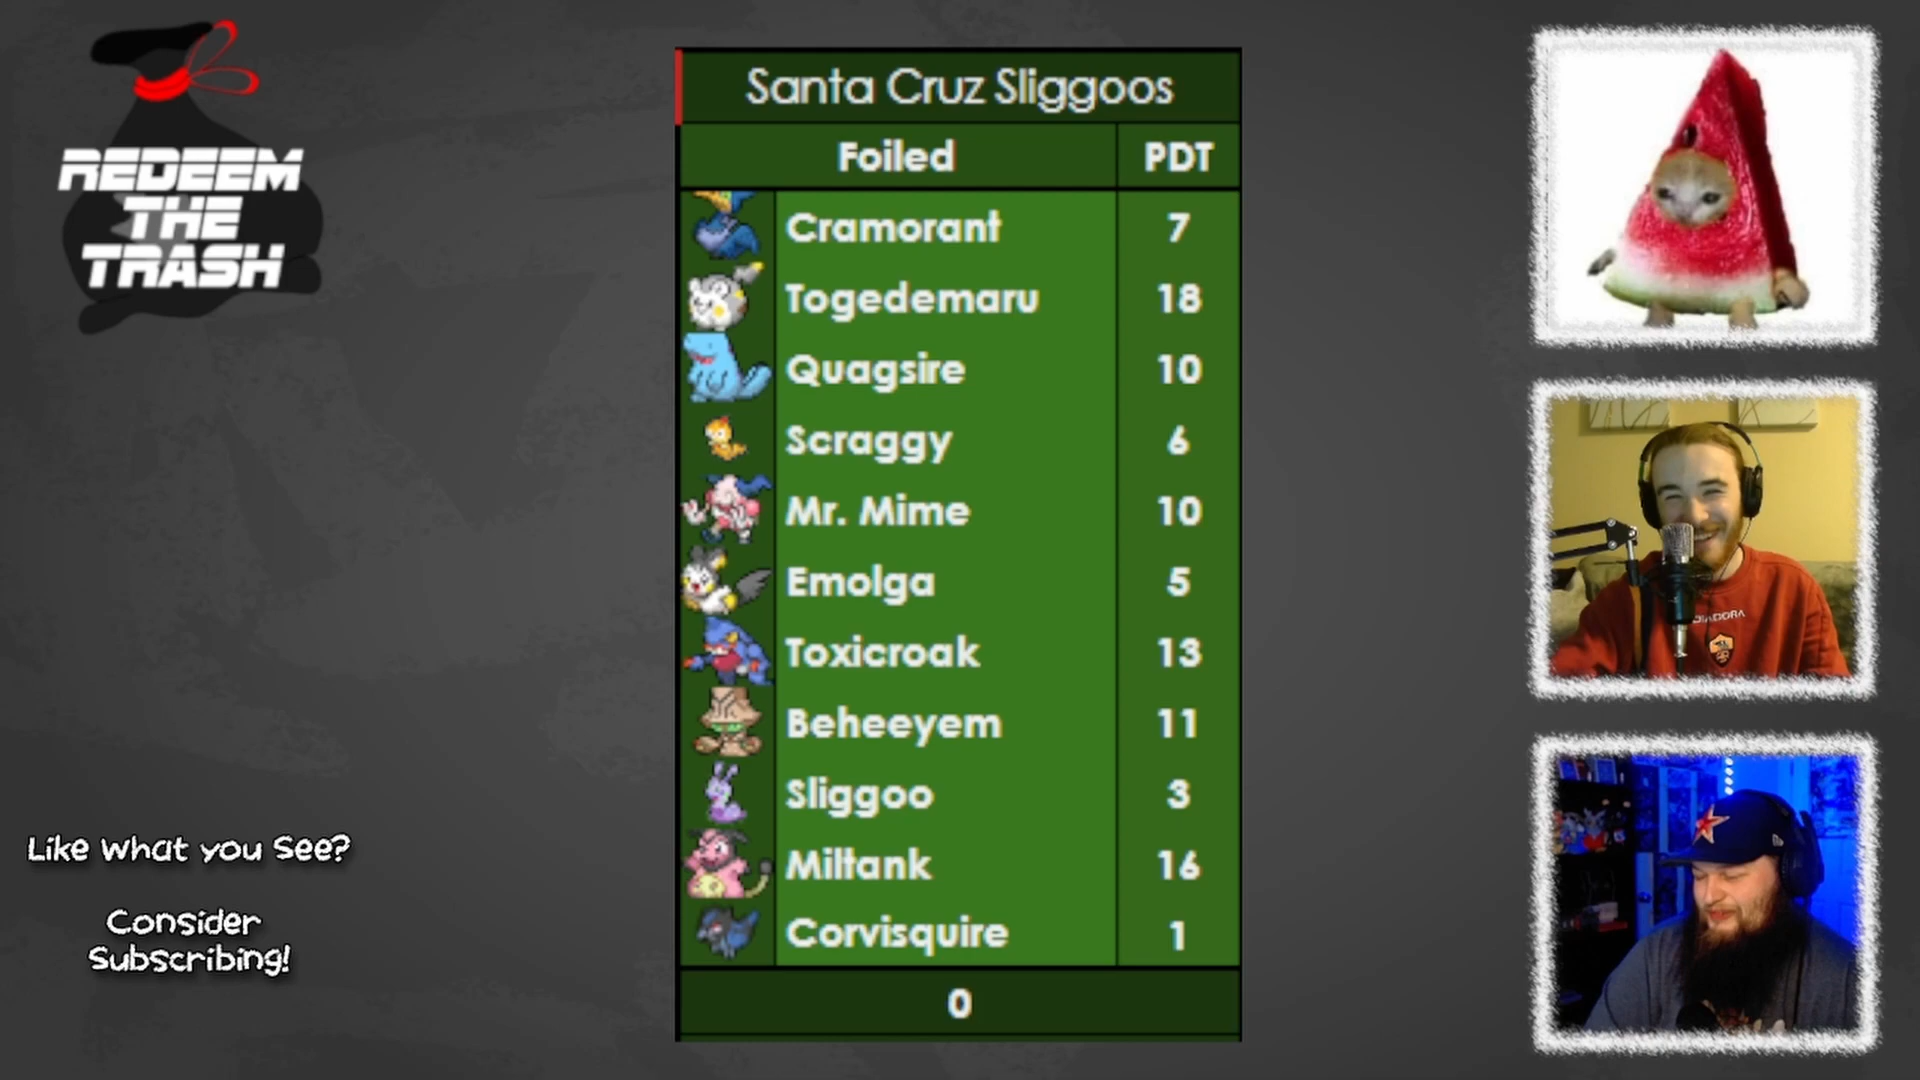 REDEEM
THE
TRASH
Santa Cruz Sliggoos
Foiled PDT
Cramorant 7
Togedemaru 18
Quagsire 10
Scraggy 6
Mr. Mime 10
Emolga 5
Toxicroak 13
Beheeyem 11
Sliggoo 3
Miltank 16
Corvisquire 1
0
Like What you See?
Consider
Subscribing!
DIADORA